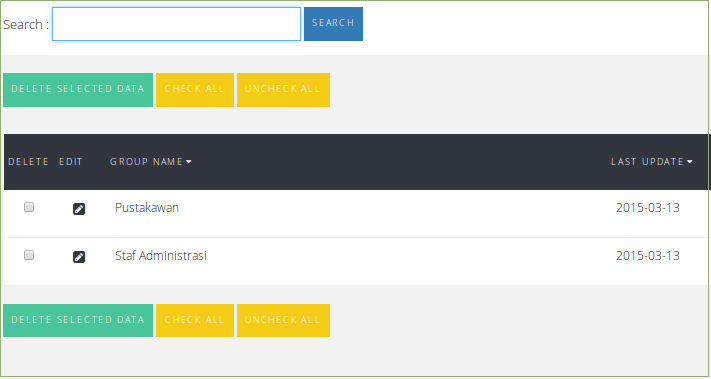 Search : SEARCH
DELETE SELECTED DATA CHECK ALL UNCHECK ALL
DELETE EDIT GROUP NAME LAST UPDATE
Pustakawan 2015-03-13
Staf Administrasi 2015-03-13
DELETE SELECTED DATA CHECK ALL UNCHECK ALL